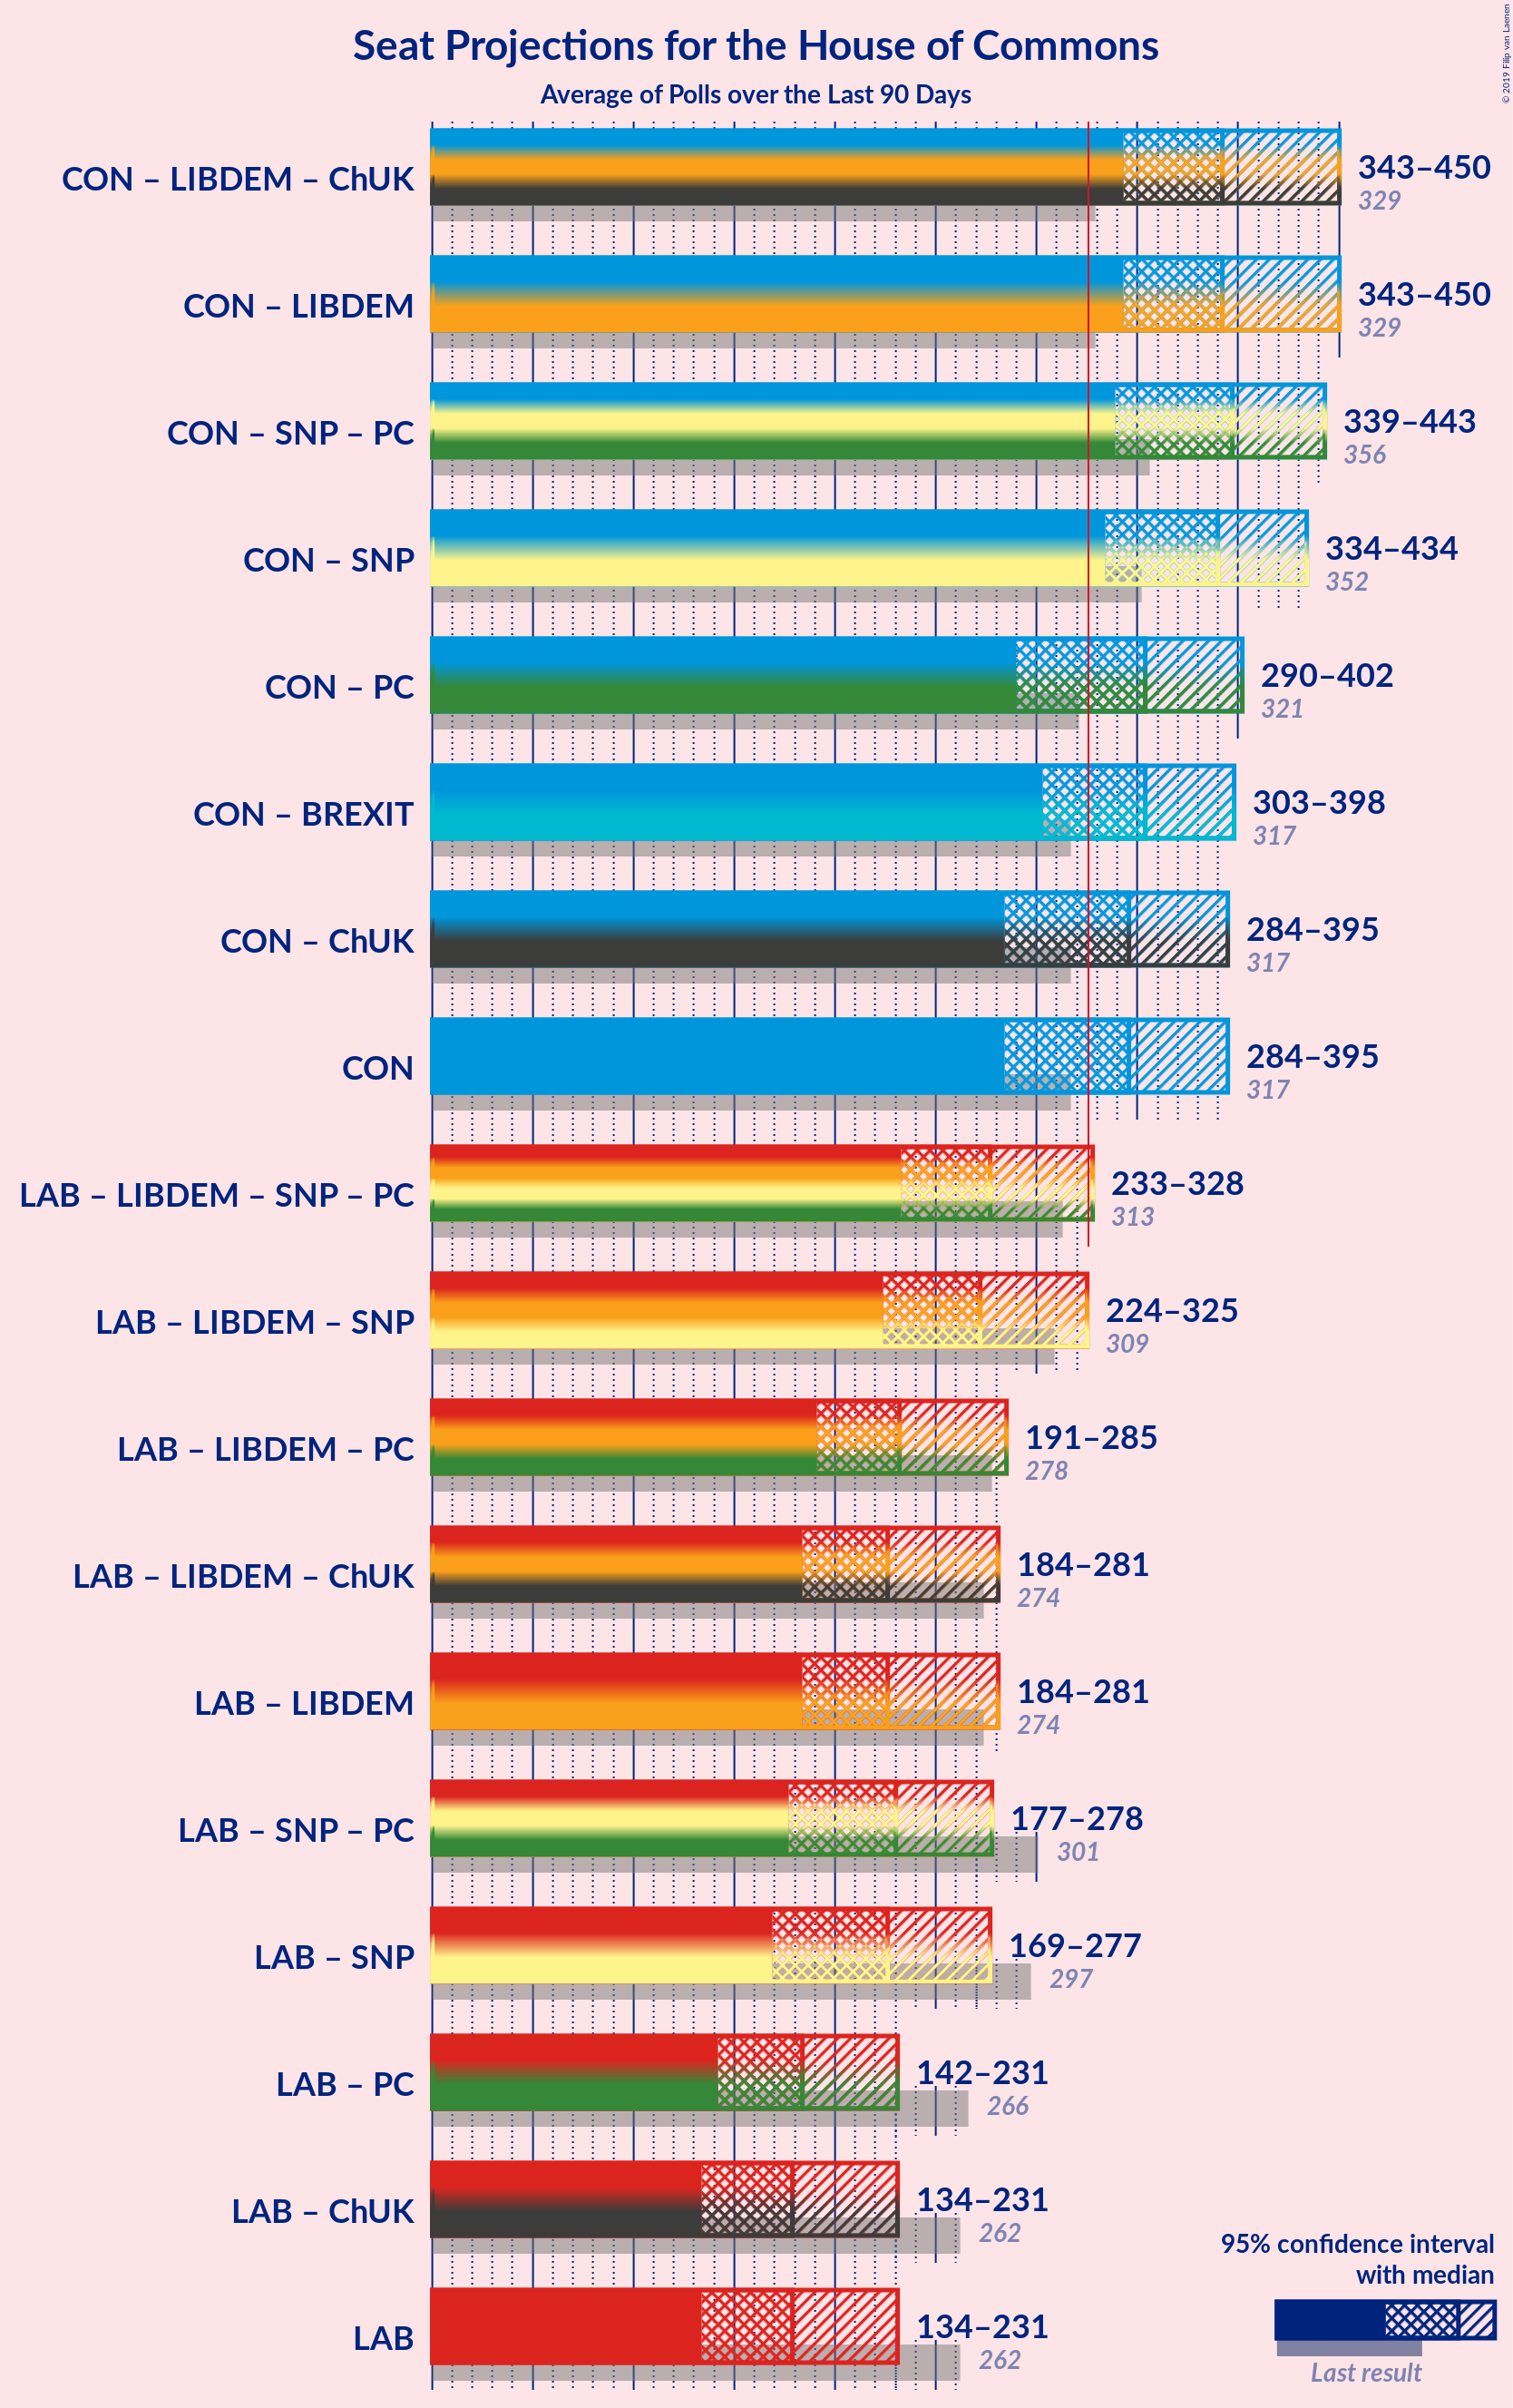 Seat Projections for the House of Commons
Average of Polls over the Last 90 Days
© 2019 Filip van Laenen
CON – LIBDEM – ChUK
343–450
329
CON – LIBDEM
343–450
329
CON – SNP – PC
339–443
356
CON – SNP
334–434
352
CON – PC
290–402
321
CON – BREXIT
303–398
317
CON – ChUK
284–395
317
CON
284–395
317
LAB – LIBDEM – SNP – PC
233–328
313
LAB – LIBDEM – SNP
224–325
309
LAB – LIBDEM – PC
191–285
278
LAB – LIBDEM – ChUK
184–281
274
LAB – LIBDEM
184–281
274
LAB – SNP – PC
177–278
301
LAB – SNP
169–277
297
LAB – PC
142–231
266
LAB – ChUK
134–231
262
LAB
134–231
262
95% confidence interval
with median
Last result